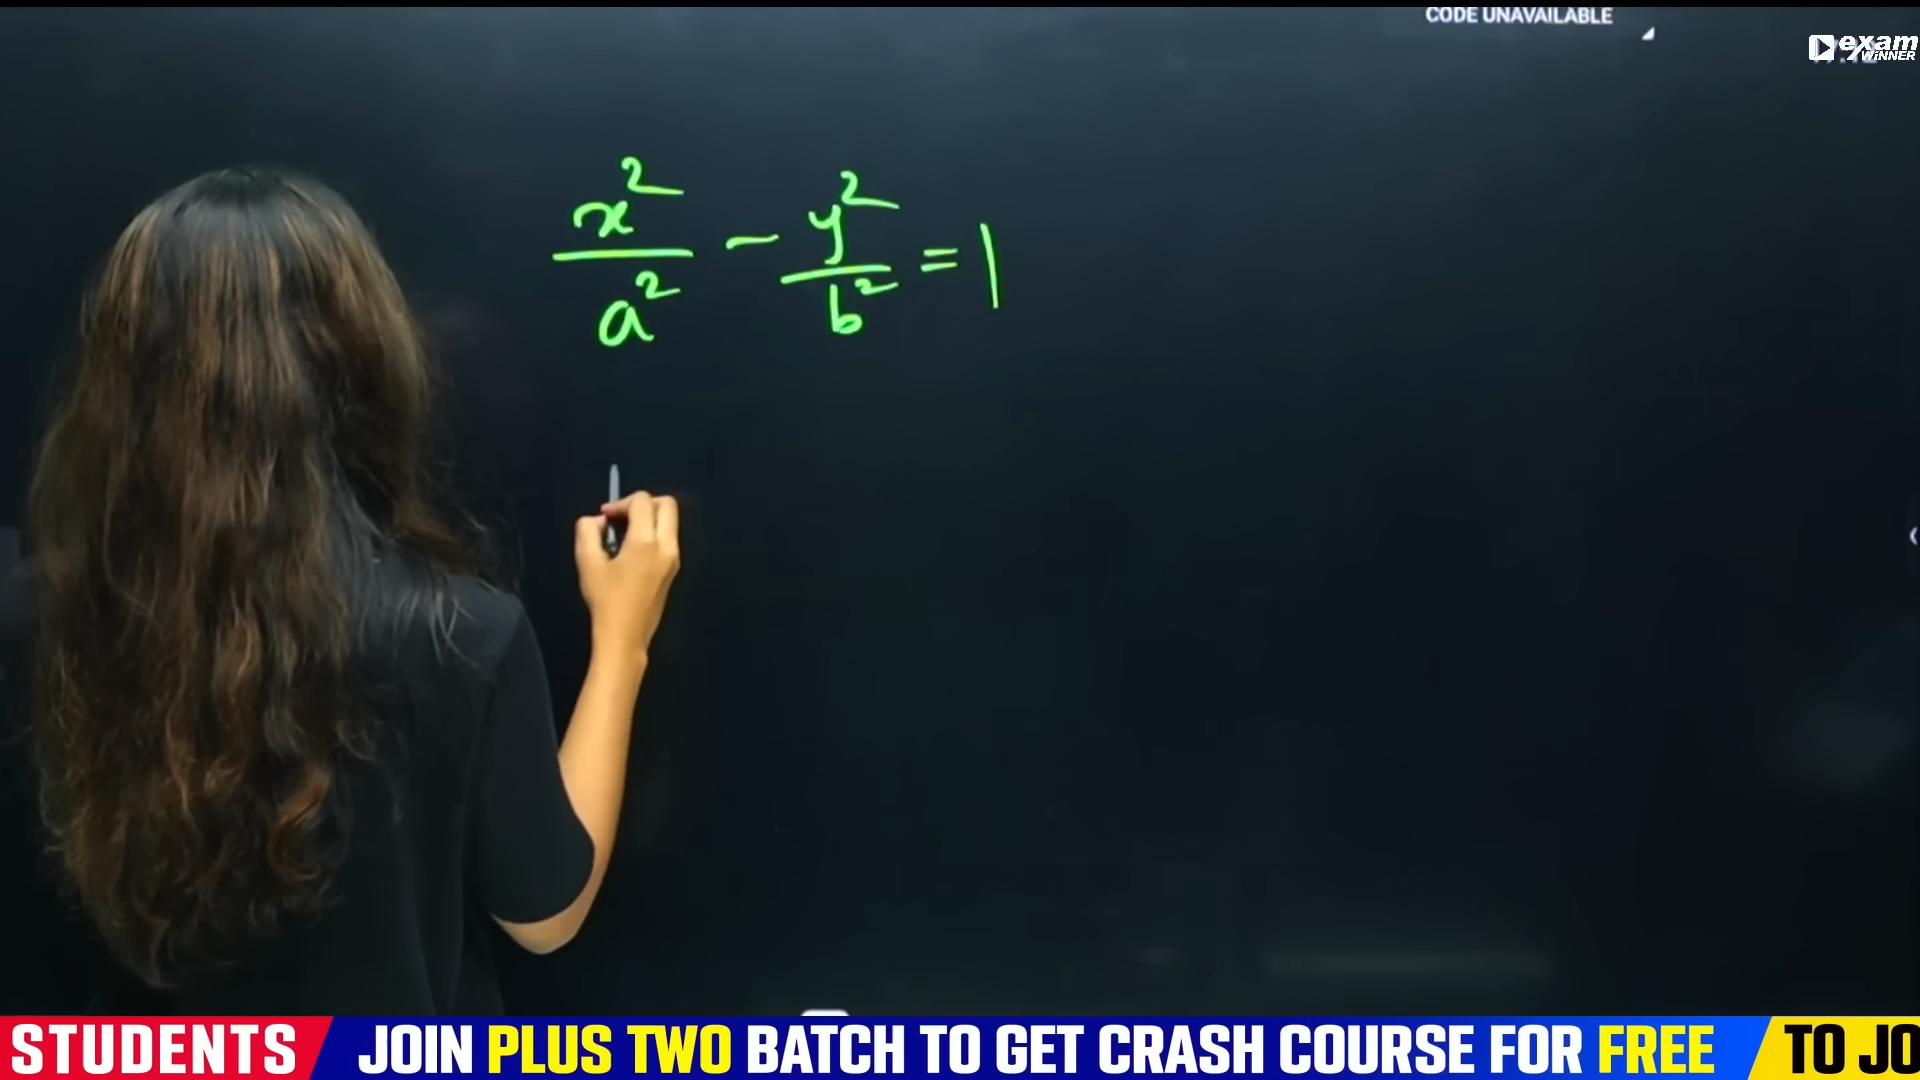 CODE UNAVAILABLE
exam
WINNER
x²/a² - y²/b² = 1
STUDENTS JOIN PLUS TWO BATCH TO GET CRASH COURSE FOR FREE TO JO